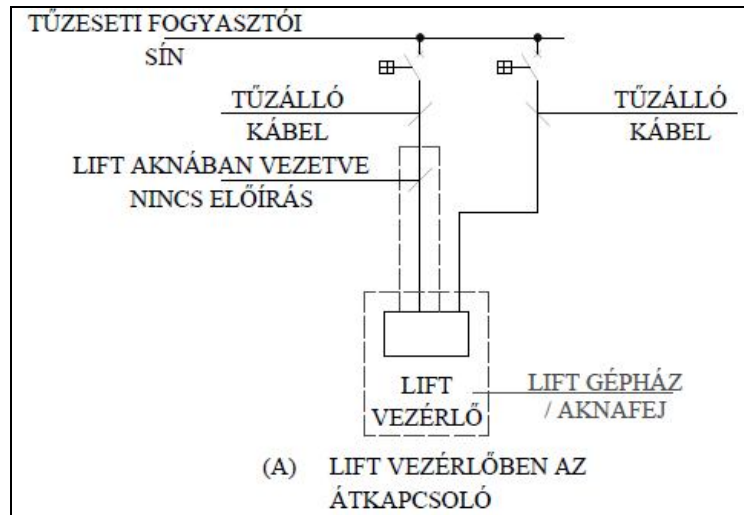 TŰZESETI FOGYASZTÓI
SÍN
TŰZÁLLÓ
KÁBEL
TŰZÁLLÓ
KÁBEL
LIFT AKNÁBAN VEZETVE
NINCS ELŐÍRÁS
LIFT
VEZÉRLŐ
LIFT GÉPHÁZ
/ AKNAFEJ
(A) LIFT VEZÉRLŐBEN AZ
ÁTKAPCSOLÓ